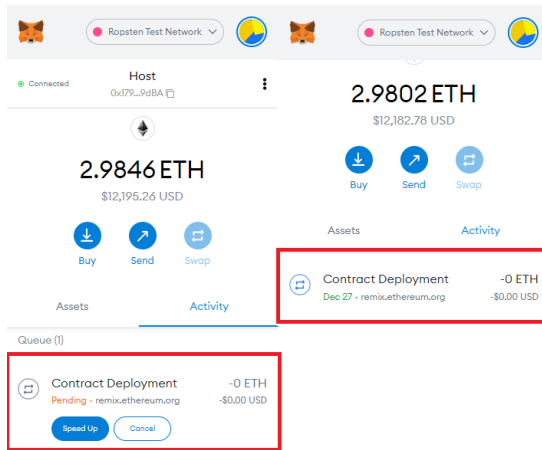 Ropsten Test Network
Connected
Host
0x179...9dBA
2.9846 ETH
$12,195.26 USD
Buy
Send
Swap
Assets
Activity
Queue (1)
Contract Deployment
-0 ETH
Pending · remix.ethereum.org
-$0.00 USD
Speed Up
Cancel
Ropsten Test Network
2.9802 ETH
$12,182.78 USD
Buy
Send
Swap
Assets
Activity
Contract Deployment
-0 ETH
Dec 27 · remix.ethereum.org
-$0.00 USD